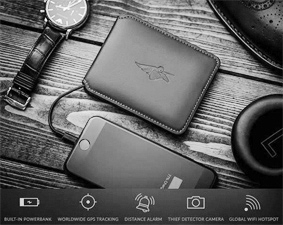 BUILT-IN POWERBANK
WORLDWIDE GPS TRACKING
DISTANCE ALARM
THIEF DETECTOR CAMERA
GLOBAL WIFI HOTSPOT